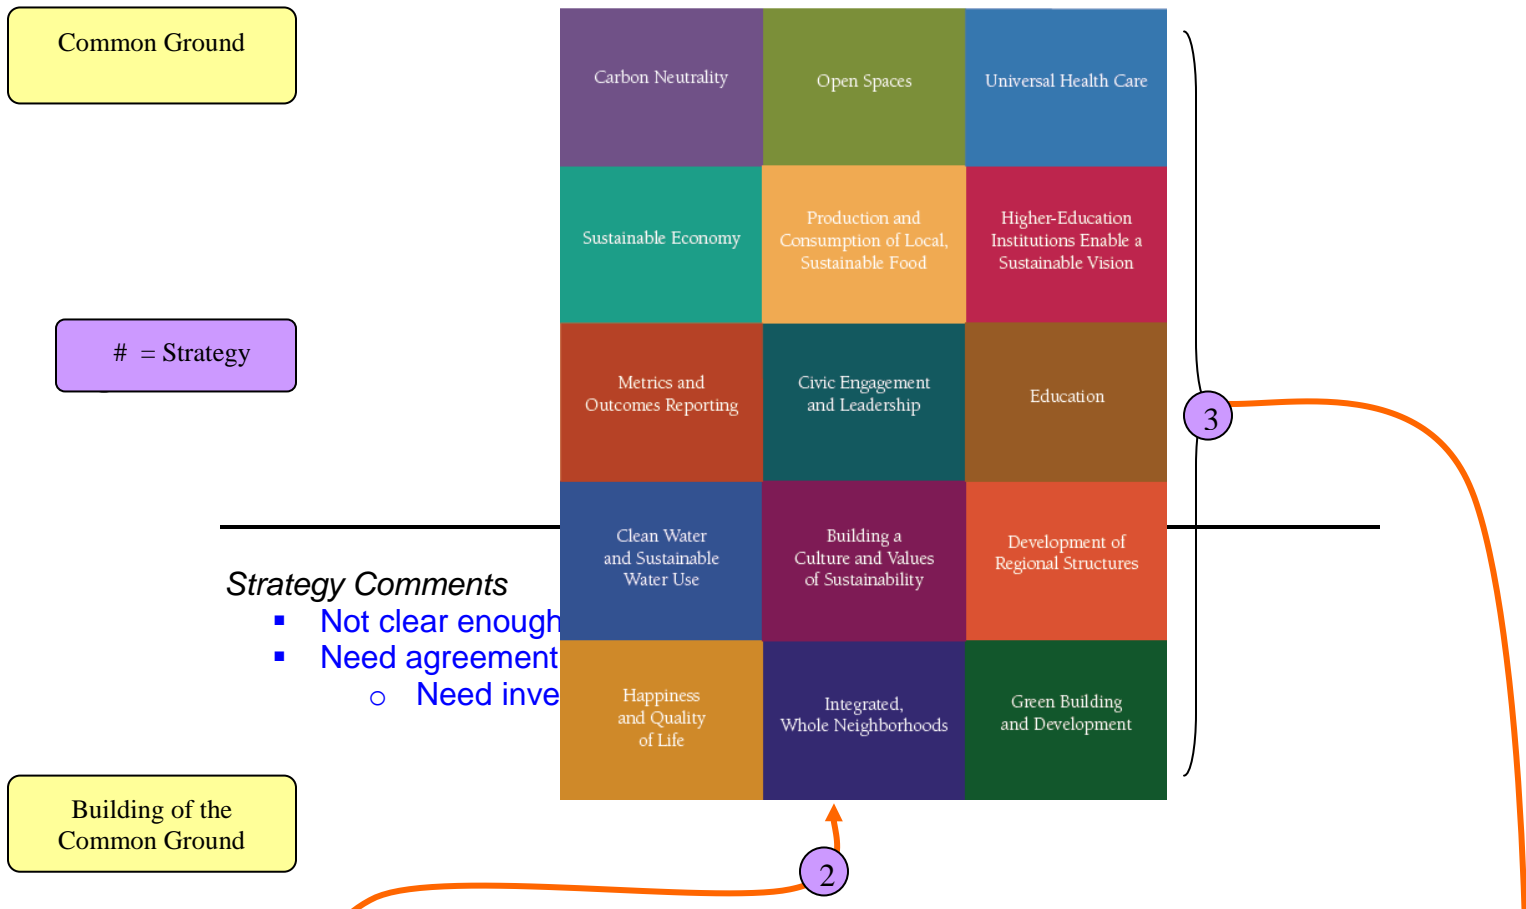 Common Ground
Carbon Neutrality
Open Spaces
Universal Health Care
Sustainable Economy
Production and
Consumption of Local,
Sustainable Food
Higher-Education
Institutions Enable a
Sustainable Vision
# = Strategy
Metrics and
Outcomes Reporting
Civic Engagement
and Leadership
Education
3
Clean Water
and Sustainable
Water Use
Building a
Culture and Values
of Sustainability
Development of
Regional Structures
Strategy Comments
▪ Not clear enough
▪ Need agreement
o Need inve
Happiness
and Quality
of Life
Integrated,
Whole Neighborhoods
Green Building
and Development
Building of the
Common Ground
2